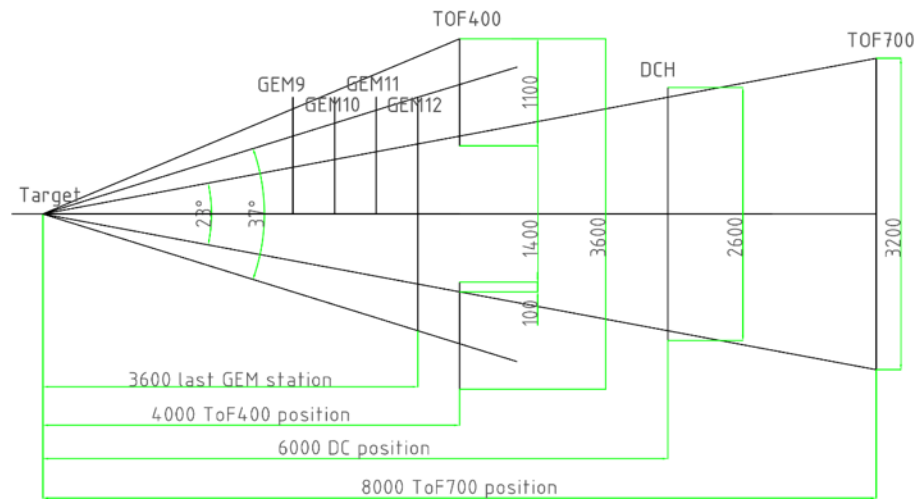 TOF400
TOF700
GEM9
GEM11
DCH
GEM10
GEM12
1100
Target
23°
37°
1400
3600
2600
3200
100
3600 last GEM station
4000 ToF400 position
6000 DC position
8000 ToF700 position